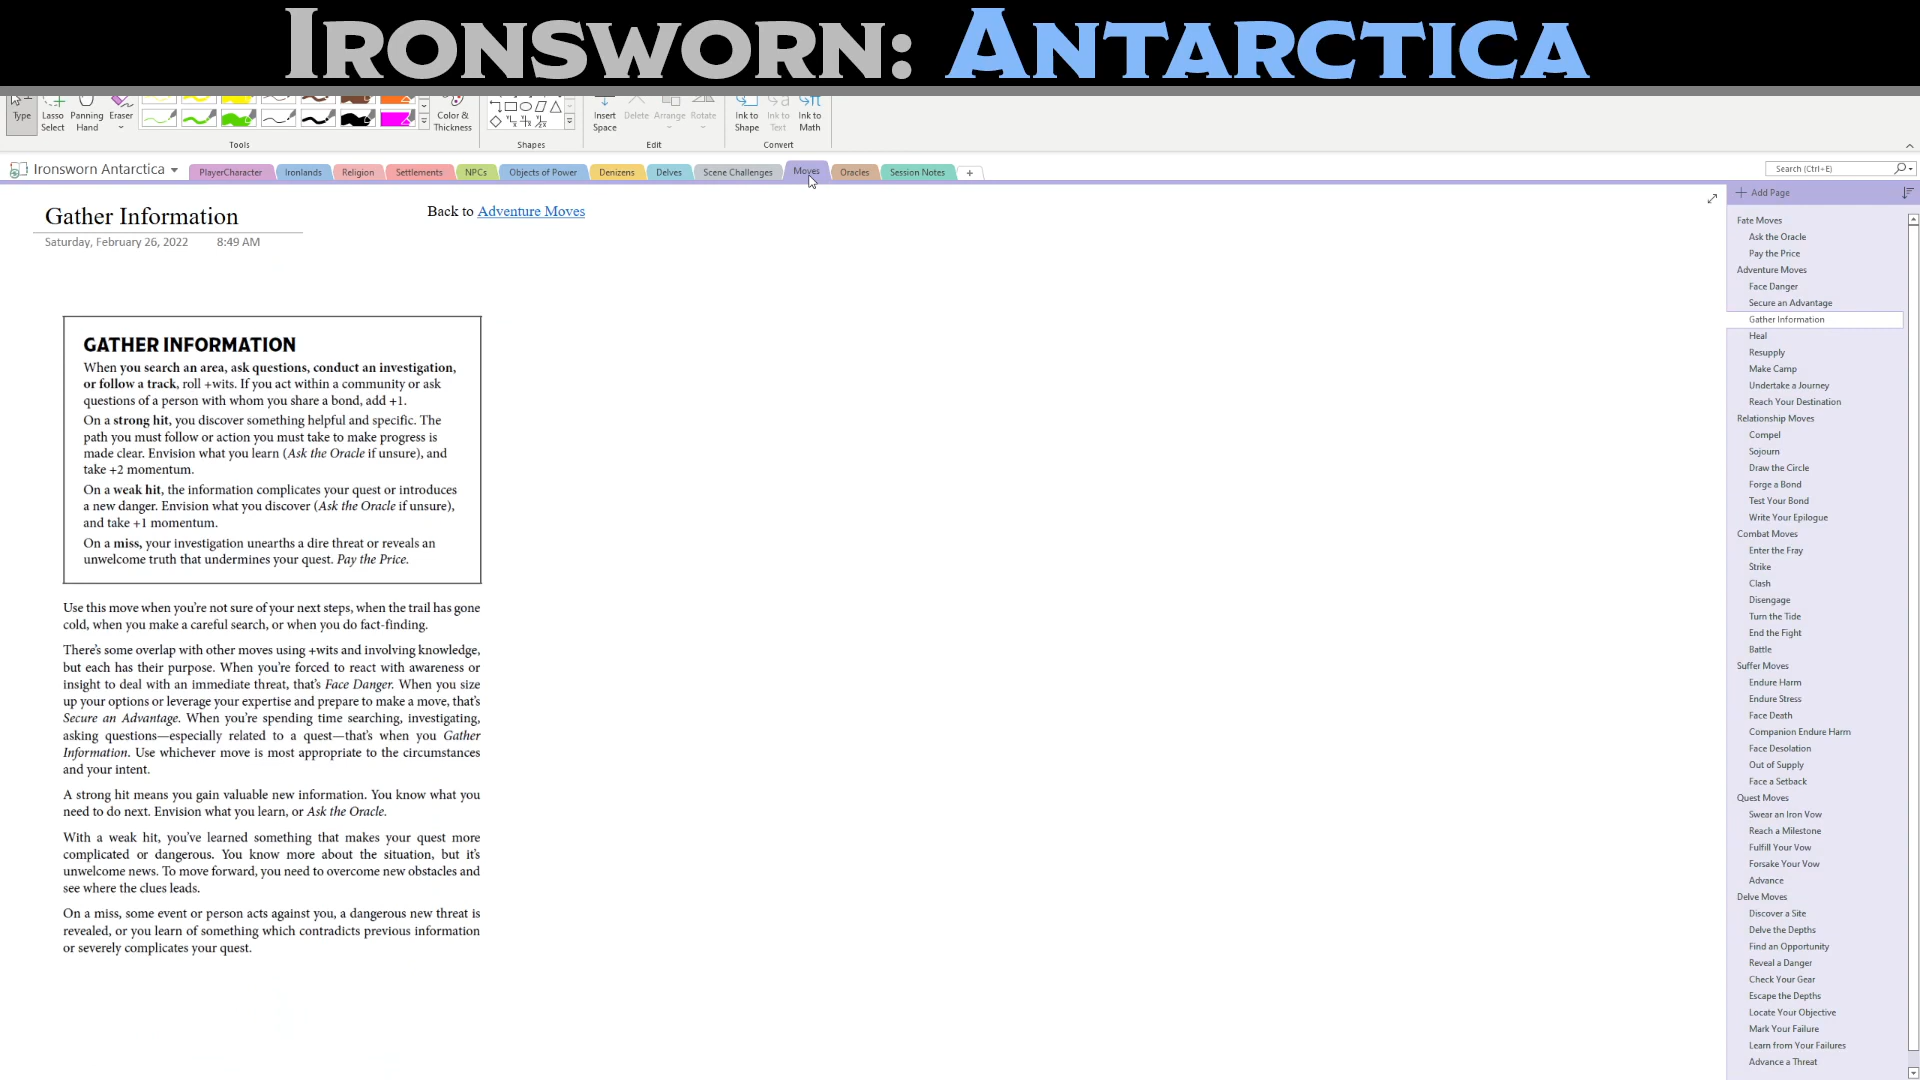 IRONSWORN: ANTARCTICA
Type
Lasso Select
Panning Hand
Eraser
Color & Thickness
Insert Space
Delete
Arrange
Rotate
Ink to Shape
Ink to Text
Ink to Math
Tools
Shapes
Edit
Convert
Ironsworn Antarctica
PlayerCharacter
Ironlands
Religion
Settlements
NPCs
Objects of Power
Denizens
Delves
Scene Challenges
Moves
Oracles
Session Notes
+
Search (Ctrl+E)
Gather Information
Back to Adventure Moves
Saturday, February 26, 2022 8:49 AM
GATHER INFORMATION
When you search an area, ask questions, conduct an investigation,
or follow a track, roll +wits. If you act within a community or ask
questions of a person with whom you share a bond, add +1.
On a strong hit, you discover something helpful and specific. The
path you must follow or action you must take to make progress is
made clear. Envision what you learn (Ask the Oracle if unsure), and
take +2 momentum.
On a weak hit, the information complicates your quest or introduces
a new danger. Envision what you discover (Ask the Oracle if unsure),
and take +1 momentum.
On a miss, your investigation unearths a dire threat or reveals an
unwelcome truth that undermines your quest. Pay the Price.
Use this move when you're not sure of your next steps, when the trail has gone
cold, when you make a careful search, or when you do fact-finding.
There's some overlap with other moves using +wits and involving knowledge,
but each has their purpose. When you're forced to react with awareness or
insight to deal with an immediate threat, that's Face Danger. When you size
up your options or leverage your expertise and prepare to make a move, that's
Secure an Advantage. When you're spending time searching, investigating,
asking questions—especially related to a quest—that's when you Gather
Information. Use whichever move is most appropriate to the circumstances
and your intent.
A strong hit means you gain valuable new information. You know what you
need to do next. Envision what you learn, or Ask the Oracle.
With a weak hit, you've learned something that makes your quest more
complicated or dangerous. You know more about the situation, but it's
unwelcome news. To move forward, you need to overcome new obstacles and
see where the clues leads.
On a miss, some event or person acts against you, a dangerous new threat is
revealed, or you learn of something which contradicts previous information
or severely complicates your quest.
Add Page
Fate Moves
Ask the Oracle
Pay the Price
Adventure Moves
Face Danger
Secure an Advantage
Gather Information
Heal
Resupply
Make Camp
Undertake a Journey
Reach Your Destination
Relationship Moves
Compel
Sojourn
Draw the Circle
Forge a Bond
Test Your Bond
Write Your Epilogue
Combat Moves
Enter the Fray
Strike
Clash
Disengage
Turn the Tide
End the Fight
Battle
Suffer Moves
Endure Harm
Endure Stress
Face Death
Companion Endure Harm
Face Desolation
Out of Supply
Face a Setback
Quest Moves
Swear an Iron Vow
Reach a Milestone
Fulfill Your Vow
Forsake Your Vow
Advance
Delve Moves
Discover a Site
Delve the Depths
Find an Opportunity
Reveal a Danger
Check Your Gear
Escape the Depths
Locate Your Objective
Mark Your Failure
Learn from Your Failures
Advance a Threat